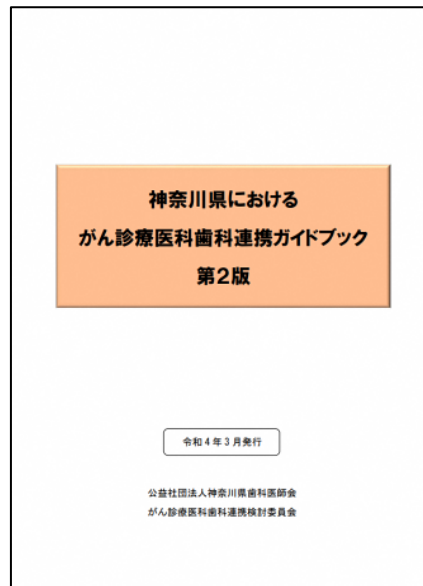 神奈川県における
がん診療医科歯科連携ガイドブック
第2版
令和4年3月発行
公益社団法人神奈川県歯科医師会
がん診療医科歯科連携検討委員会